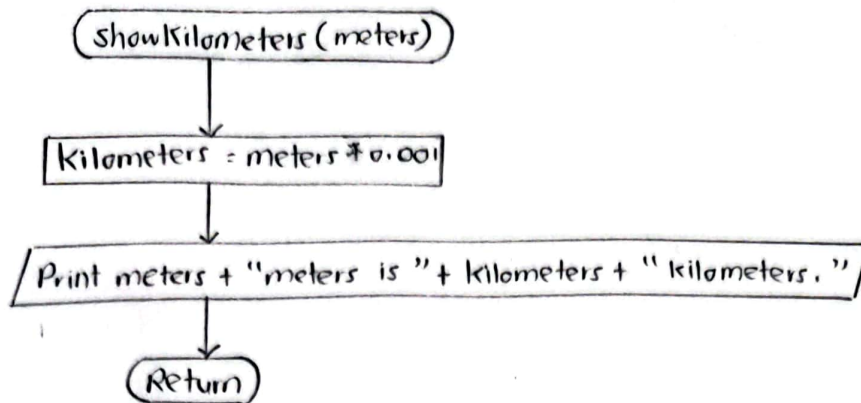 showKilometers (meters)
kilometers = meters * 0.001
Print meters + "meters is " + kilometers + " kilometers. "
Return